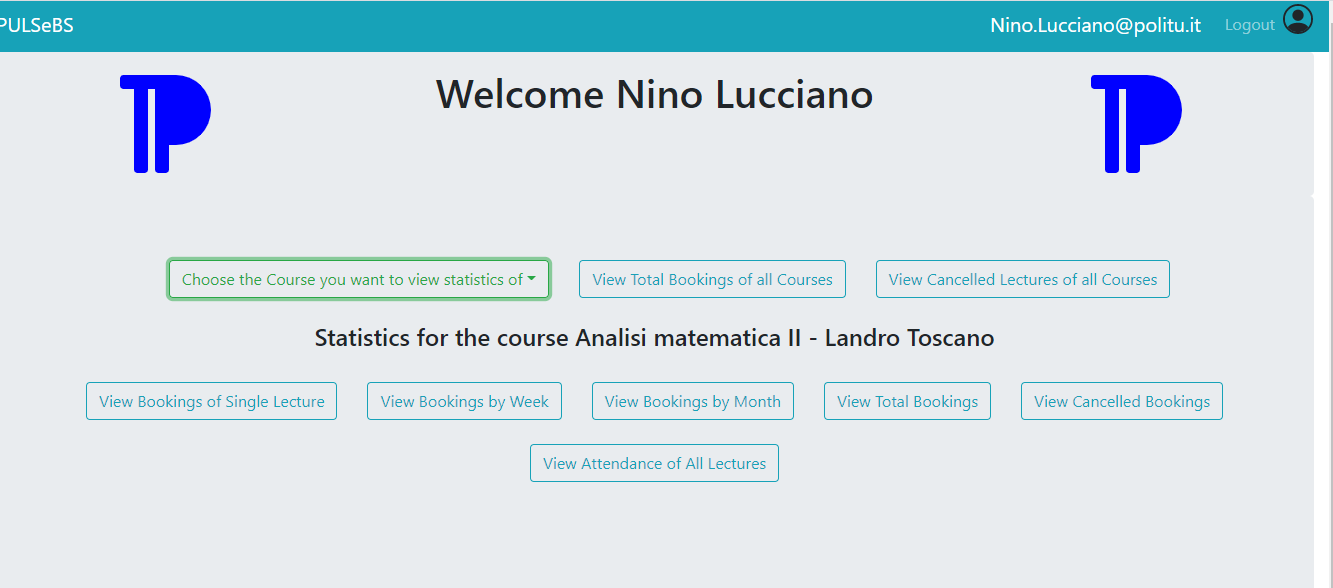 PULSeBS
Nino.Lucciano@politu.it Logout
Welcome Nino Lucciano
Choose the Course you want to view statistics of View Total Bookings of all Courses View Cancelled Lectures of all Courses
Statistics for the course Analisi matematica II - Landro Toscano
View Bookings of Single Lecture View Bookings by Week View Bookings by Month View Total Bookings View Cancelled Bookings
View Attendance of All Lectures